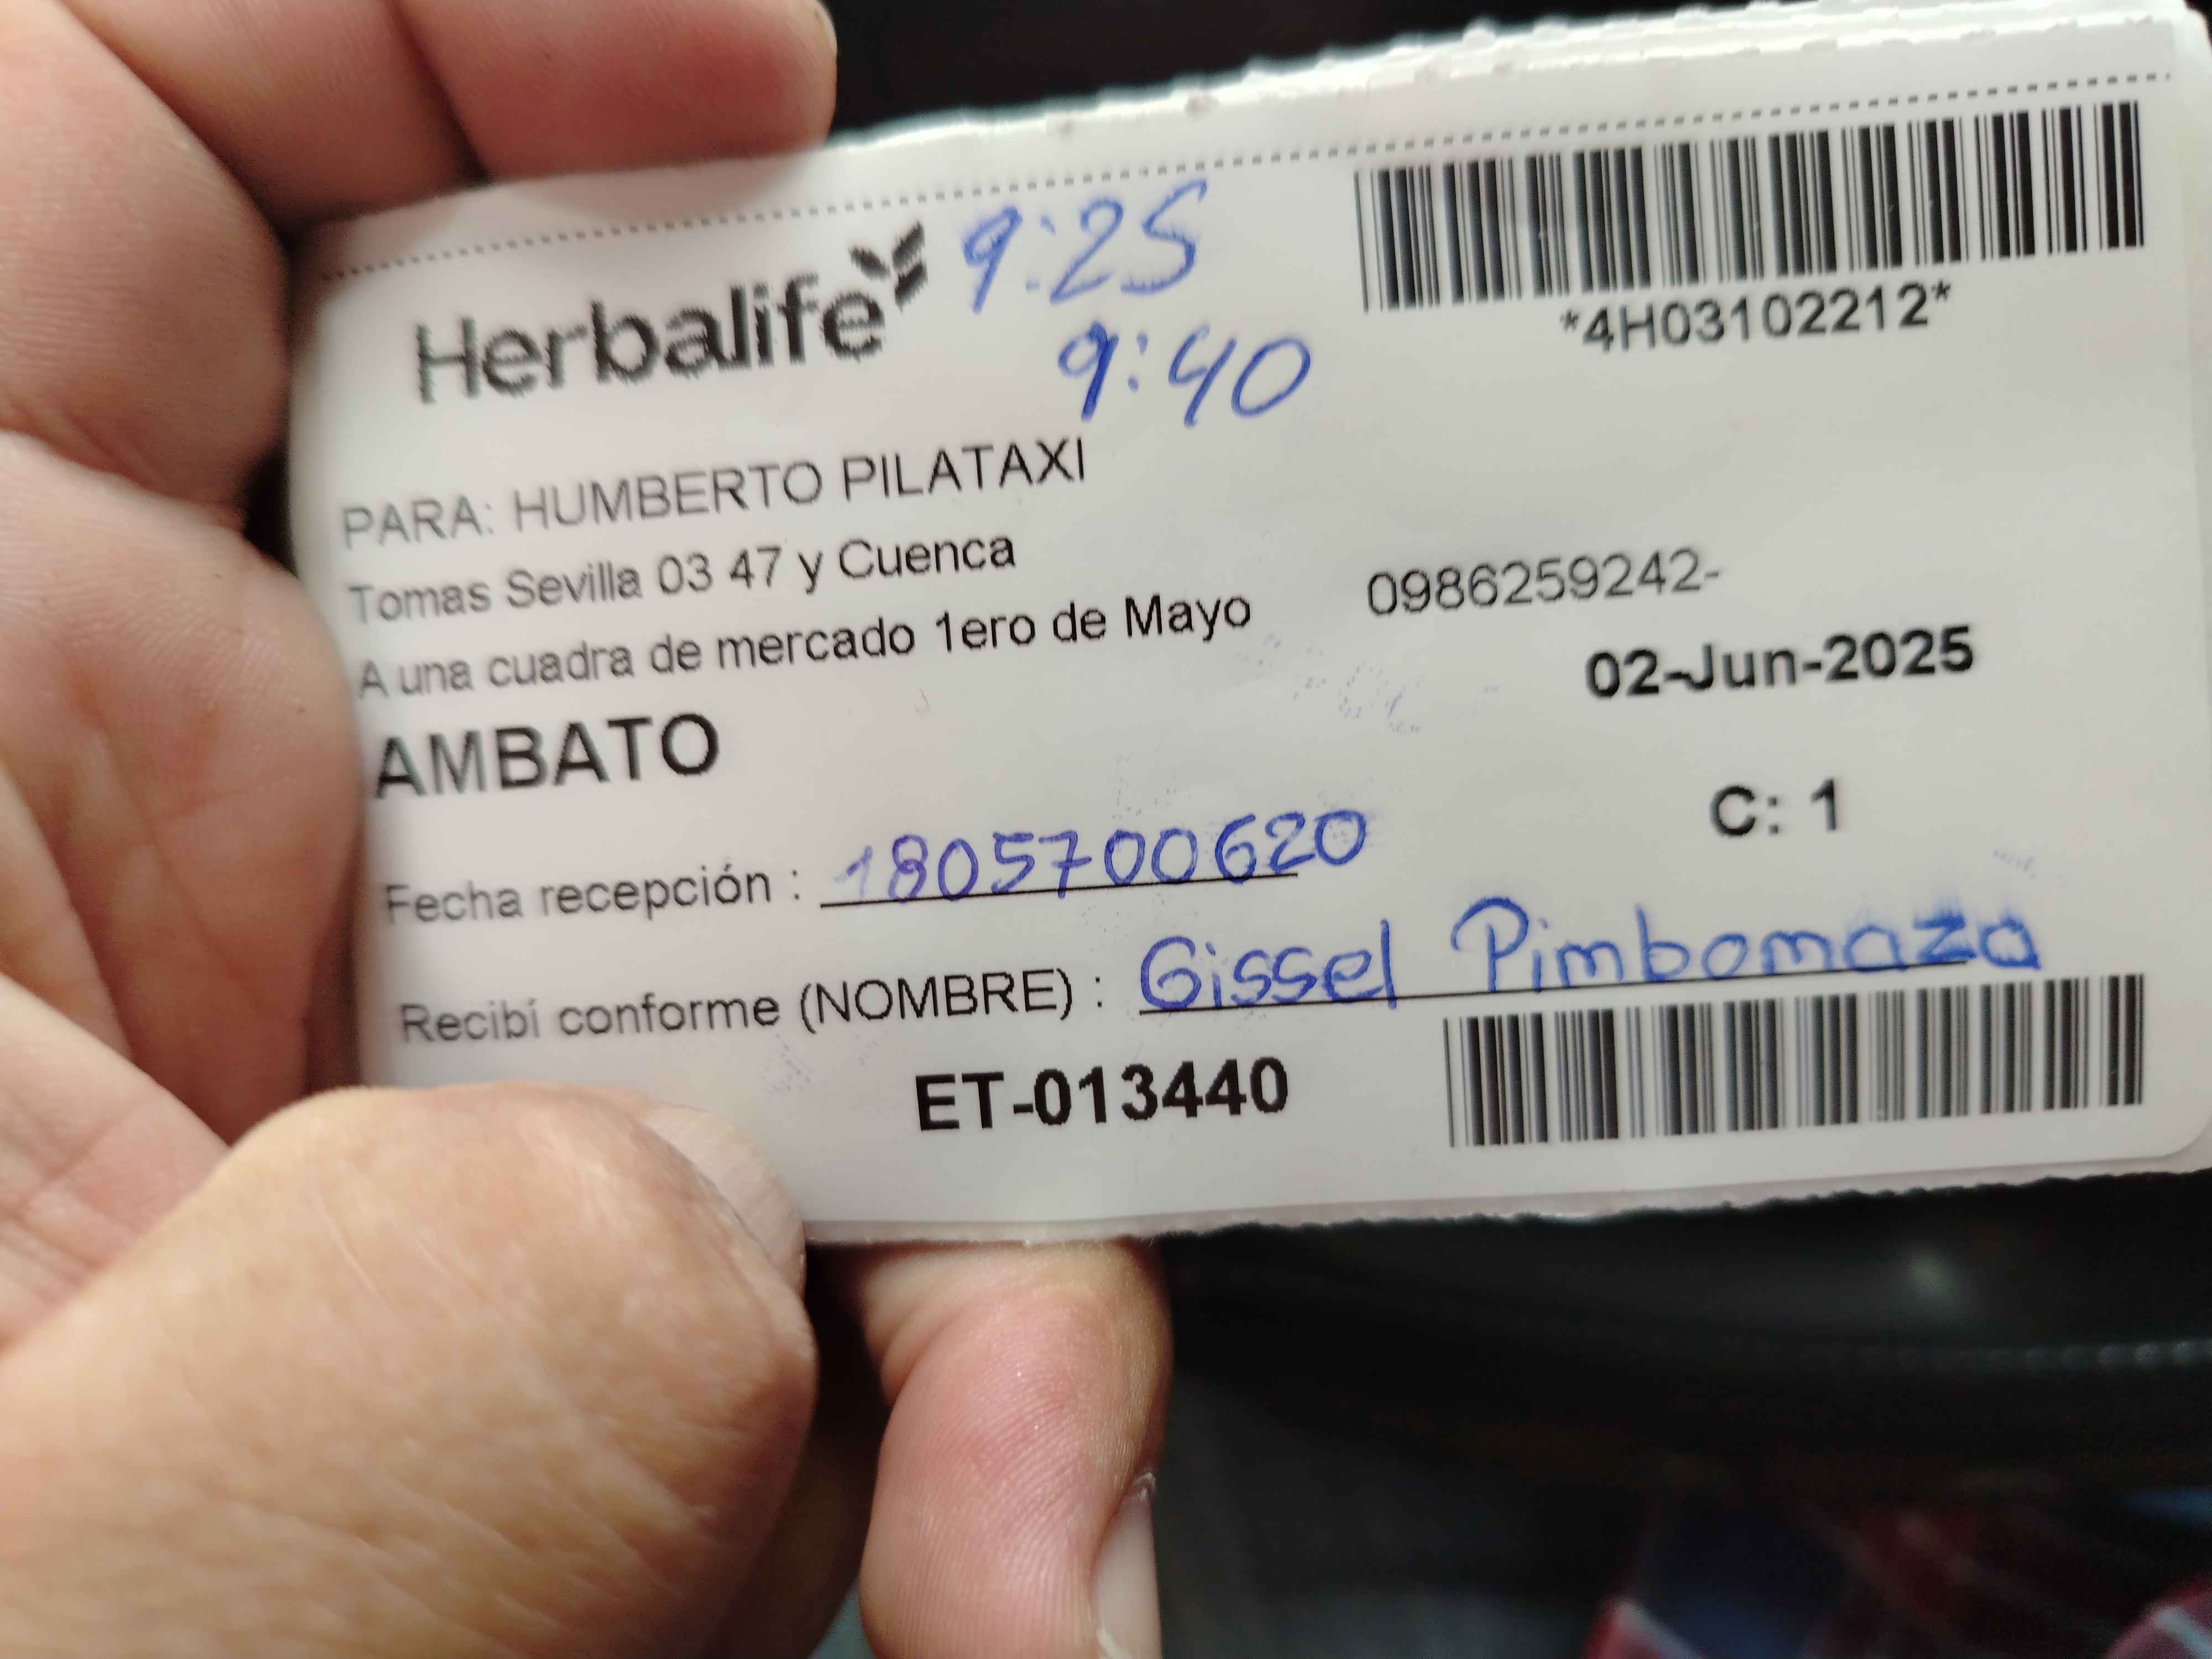 Herbalife
9:25
9:40
*4H03102212*
PARA: HUMBERTO PILATAXI
Tomas Sevilla 03 47 y Cuenca
A una cuadra de mercado 1ero de Mayo
0986259242-
02-Jun-2025
AMBATO
C: 1
Fecha recepción : 1805700620
Recibí conforme (NOMBRE) : Gissel Pimbomaza
ET-013440